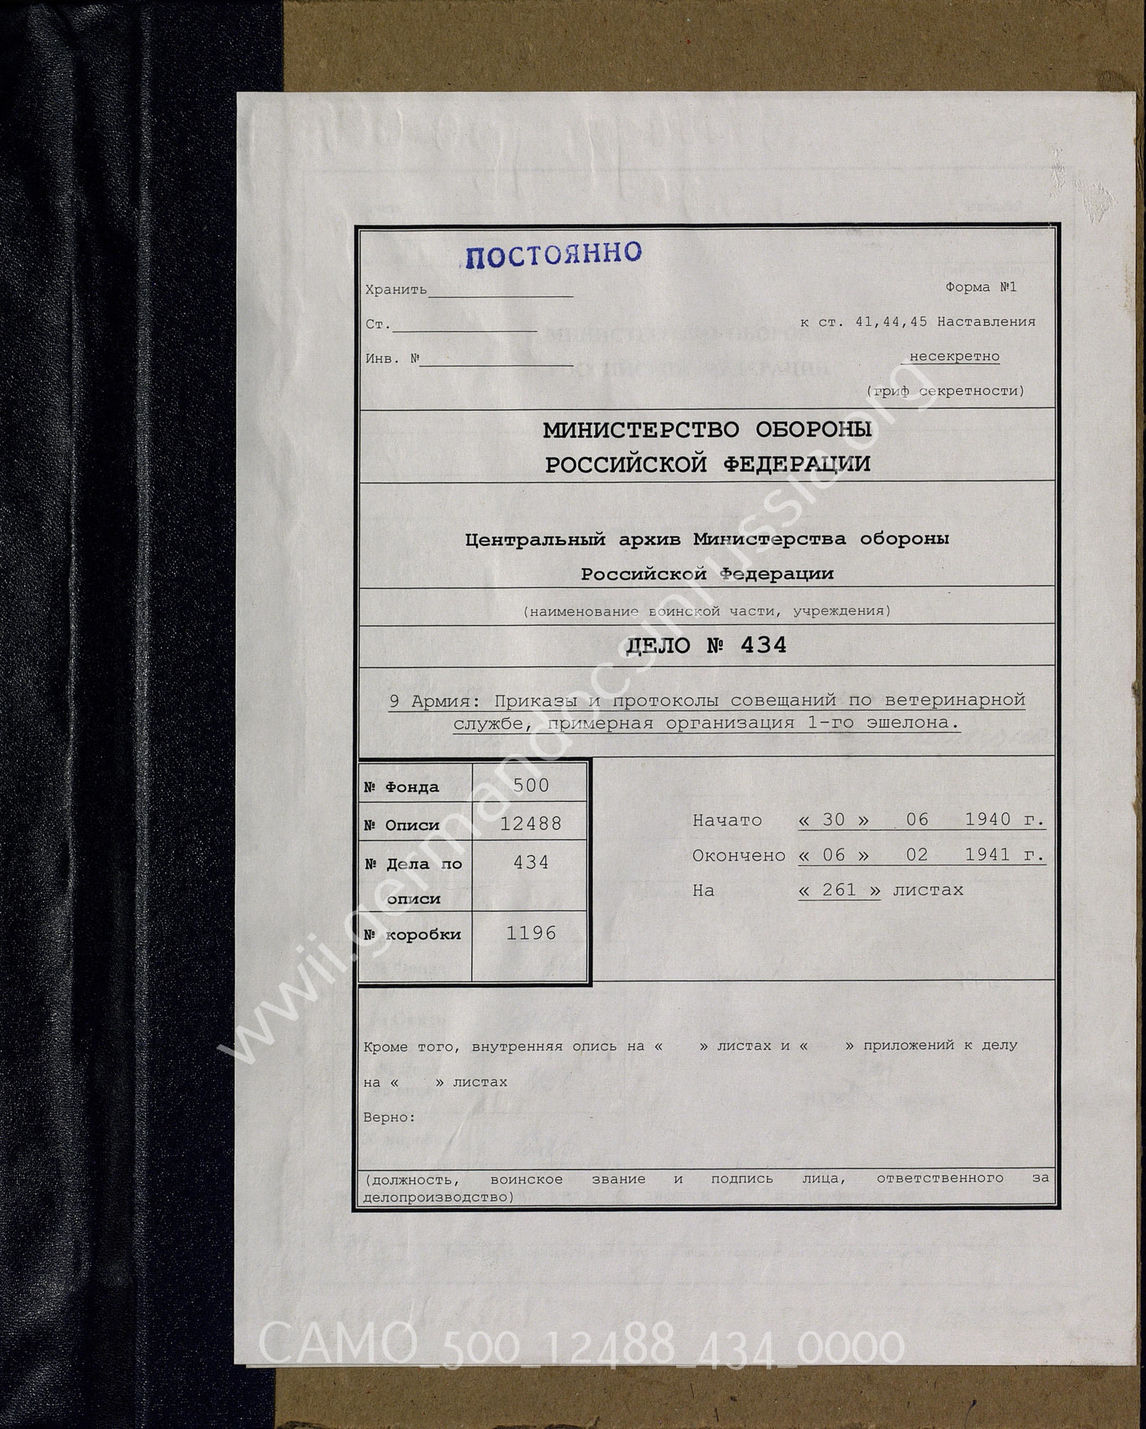 ПОСТОЯННО
Хранить
Форма №1
Ст.
к ст. 41,44,45 Наставления
Инв. №
несекретно
(гриф секретности)
МИНИСТЕРСТВО ОБОРОНЫ
РОССИЙСКОЙ ФЕДЕРАЦИИ
Центральный архив Министерства обороны
Российской Федерации
(наименование воинской части, учреждения)
ДЕЛО № 434
9 Армия: Приказы и протоколы совещаний по ветеринарной
службе, примерная организация 1-го эшелона.
№ Фонда 500
№ Описи 12488
№ Дела по 434
описи
№ коробки 1196
Начато « 30 » 06 1940 г.
Окончено « 06 » 02 1941 г.
На « 261 » листах
Кроме того, внутренняя опись на « » листах и « » приложений к делу
на « » листах
Верно:
(должность, воинское звание и подпись лица, ответственного за
делопроизводство)
www.germandocsinrussia.org
CAMO_500_12488_434_0000